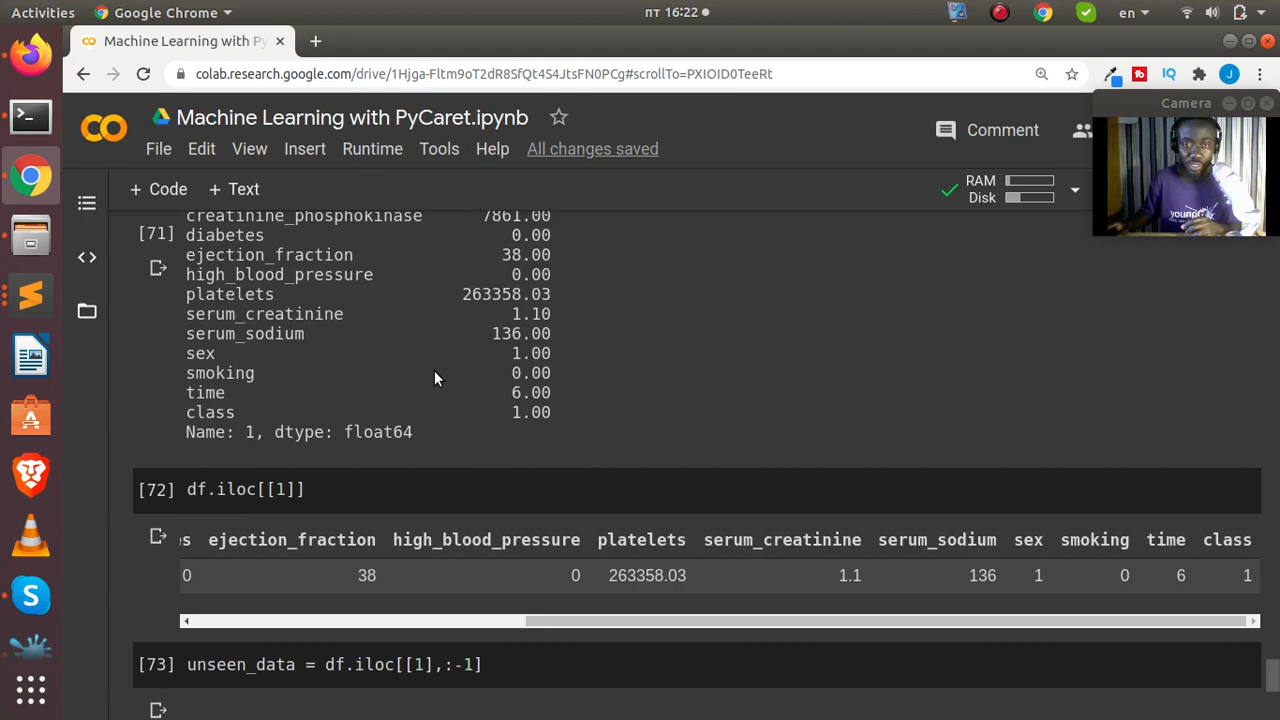 Activities
Google Chrome
пт 16:22
en
Machine Learning with Py
colab.research.google.com/drive/1Hjga-Fltm9oT2dR8SfQt4S4JtsFN0PCg#scrollTo=PXIOID0TeeRt
IQ
J
Camera
Machine Learning with PyCaret.ipynb
Comment
File Edit View Insert Runtime Tools Help All changes saved
+ Code + Text
RAM
Disk
creatinine_phosphokinase 7861.00
[71]
diabetes 0.00
ejection_fraction 38.00
high_blood_pressure 0.00
platelets 263358.03
serum_creatinine 1.10
serum_sodium 136.00
sex 1.00
smoking 0.00
time 6.00
class 1.00
Name: 1, dtype: float64
[72] df.iloc[[1]]
s ejection_fraction high_blood_pressure platelets serum_creatinine serum_sodium sex smoking time class
0 38 0 263358.03 1.1 136 1 0 6 1
[73] unseen_data = df.iloc[[1],:-1]